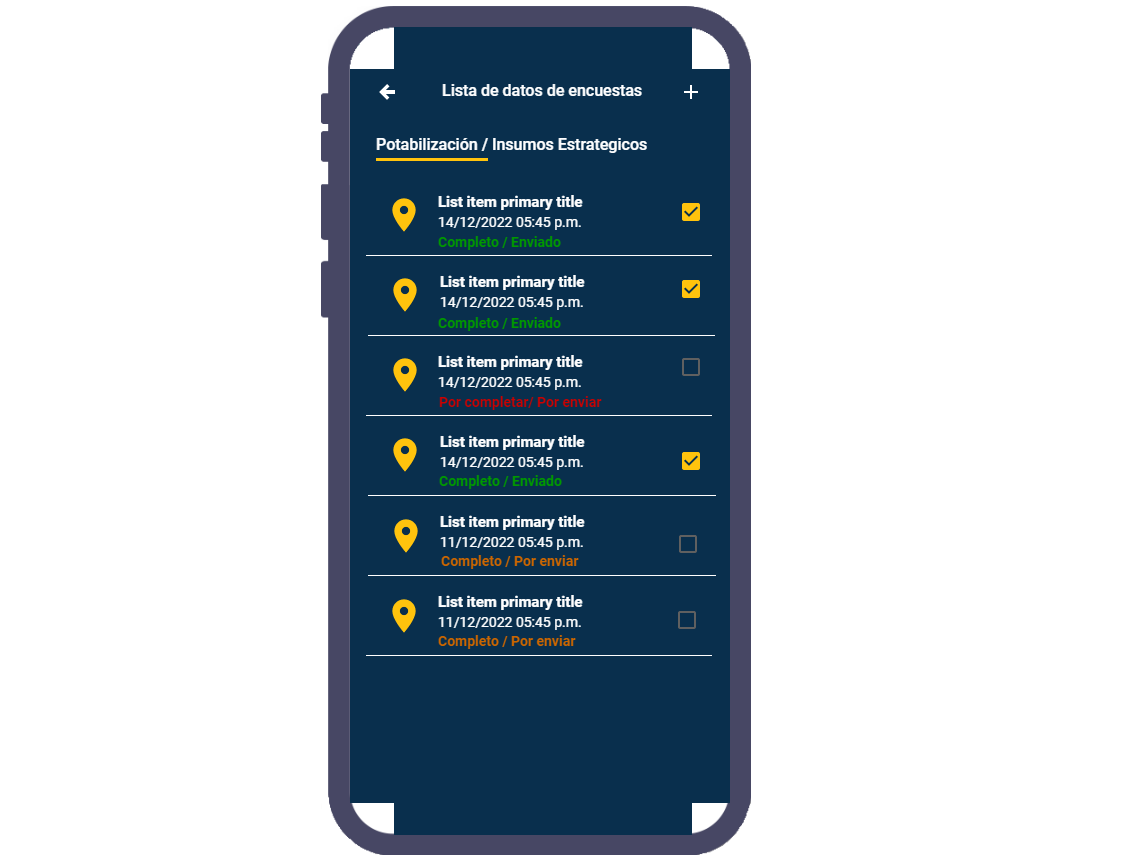 Lista de datos de encuestas
Potabilización / Insumos Estrategicos
List item primary title
14/12/2022 05:45 p.m.
Completo / Enviado
List item primary title
14/12/2022 05:45 p.m.
Completo / Enviado
List item primary title
14/12/2022 05:45 p.m.
Por completar/ Por enviar
List item primary title
14/12/2022 05:45 p.m.
Completo / Enviado
List item primary title
11/12/2022 05:45 p.m.
Completo / Por enviar
List item primary title
11/12/2022 05:45 p.m.
Completo / Por enviar